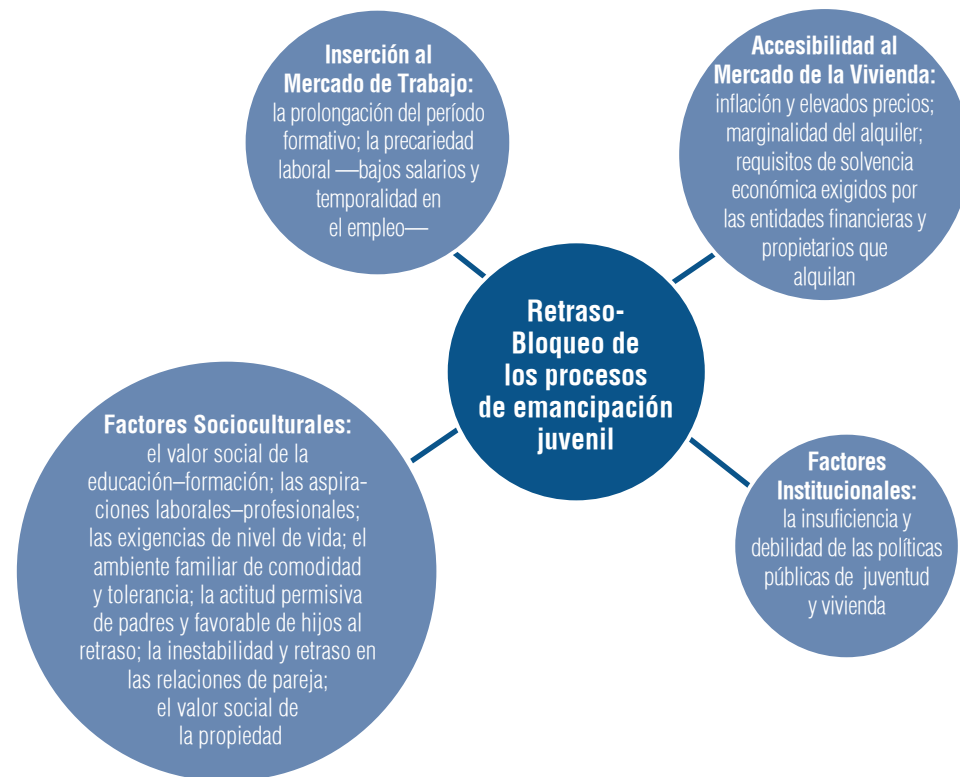 Inserción al
Mercado de Trabajo:
la prolongación del período
formativo; la precariedad
laboral —bajos salarios y
temporalidad en
el empleo—
Accesibilidad al
Mercado de la Vivienda:
inflación y elevados precios;
marginalidad del alquiler;
requisitos de solvencia
económica exigidos por
las entidades financieras y
propietarios que
alquilan
Retraso-
Bloqueo de
los procesos
de emancipación
juvenil
Factores Socioculturales:
el valor social de la
educación–formación; las aspira-
ciones laborales–profesionales;
las exigencias de nivel de vida; el
ambiente familiar de comodidad
y tolerancia; la actitud permisiva
de padres y favorable de hijos al
retraso; la inestabilidad y retraso en
las relaciones de pareja;
el valor social de
la propiedad
Factores
Institucionales:
la insuficiencia y
debilidad de las políticas
públicas de juventud
y vivienda